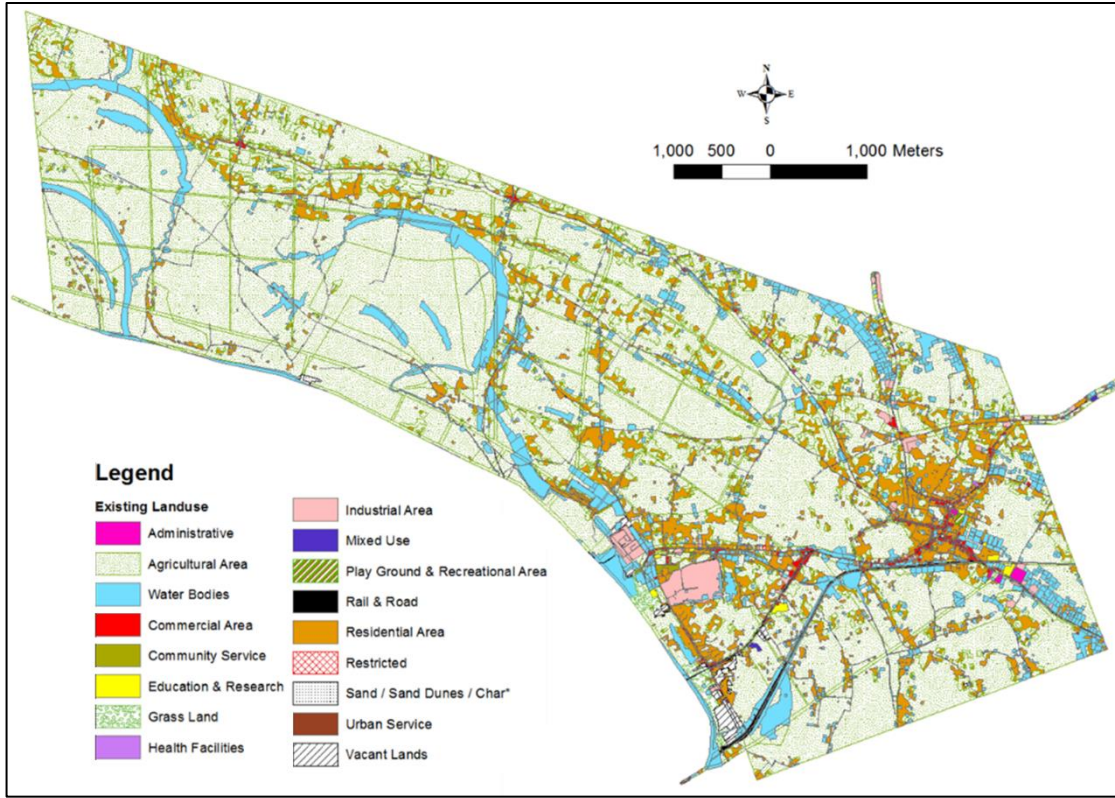 N
W E
S
1,000 500 0 1,000 Meters
Legend
Existing Landuse
Administrative
Agricultural Area
Water Bodies
Commercial Area
Community Service
Education & Research
Grass Land
Health Facilities
Industrial Area
Mixed Use
Play Ground & Recreational Area
Rail & Road
Residential Area
Restricted
Sand / Sand Dunes / Char*
Urban Service
Vacant Lands